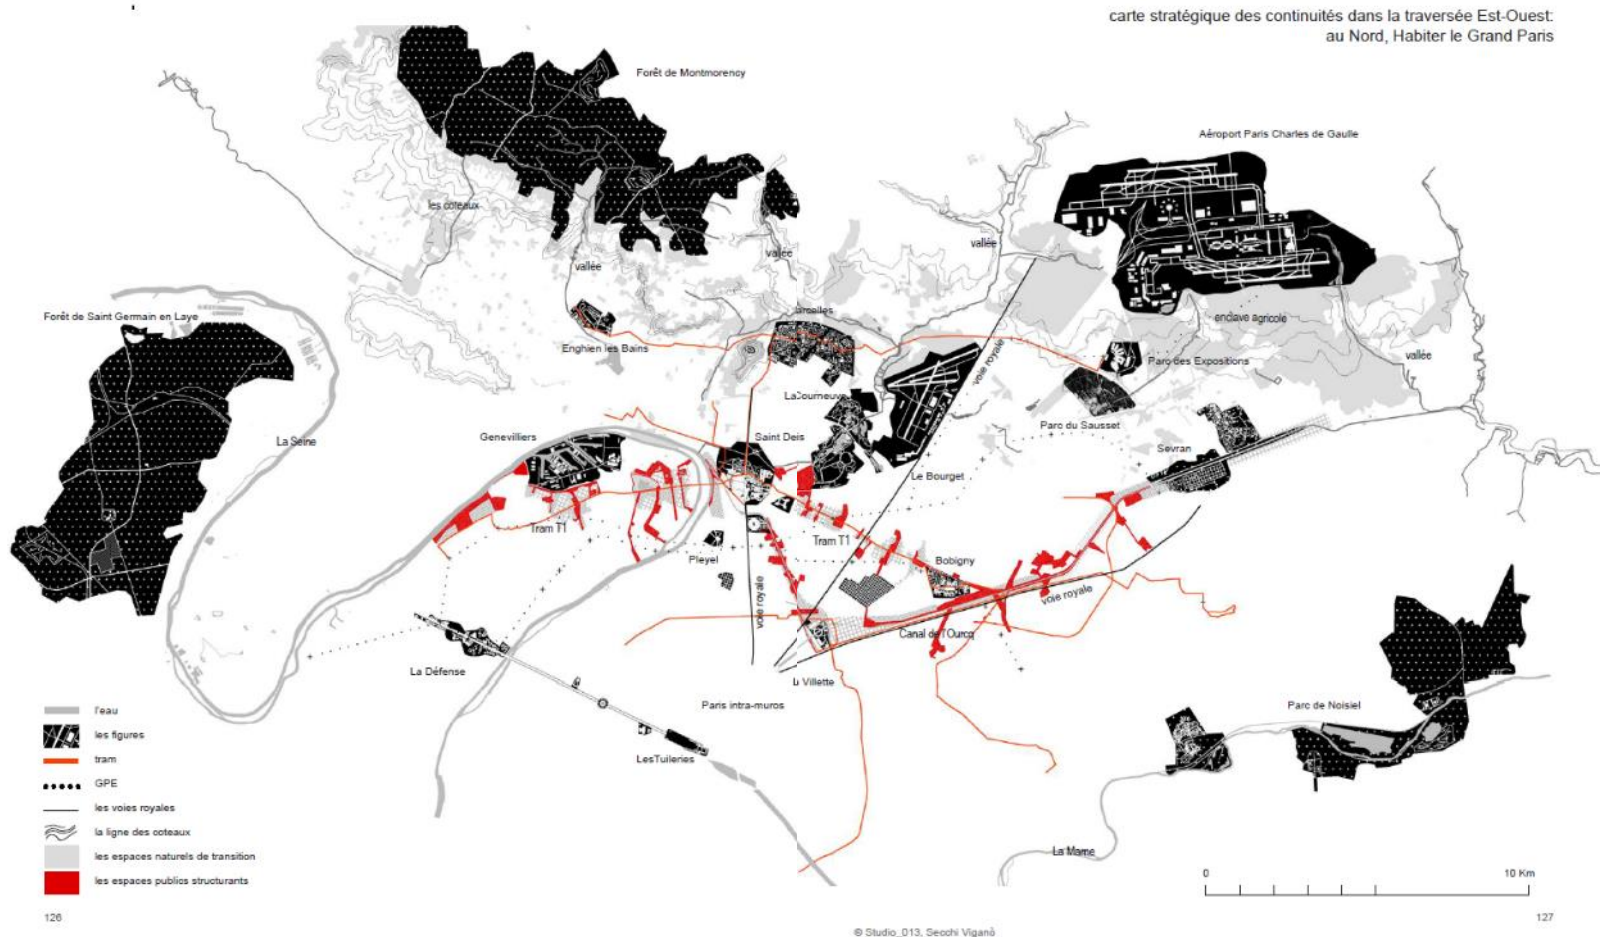 carte stratégique des continuités dans la traversée Est-Ouest:
au Nord, Habiter le Grand Paris
Forêt de Montmorency
Aéroport Paris Charles de Gaulle
les coteaux
vallée
vallée
vallée
enclave agricole
Forêt de Saint Germain en Laye
Enghien les Bains
voie royale
Parc des Expositions
vallée
La Courneuve
Parc du Sausset
La Seine
Genevilliers
Saint Deis
Sevran
Le Bourget
Tram T1
Tram T1
Pleyel
Bobigny
voie royale
voie royale
Canal de l'Ourcq
La Défense
Villette
Paris intra-muros
Parc de Noisiel
Les Tuileries
La Marne
l'eau
les figures
tram
GPE
les voies royales
la ligne des coteaux
les espaces naturels de transition
les espaces publics structurants
0 10 Km
126
127
© Studio_013, Secchi Viganò